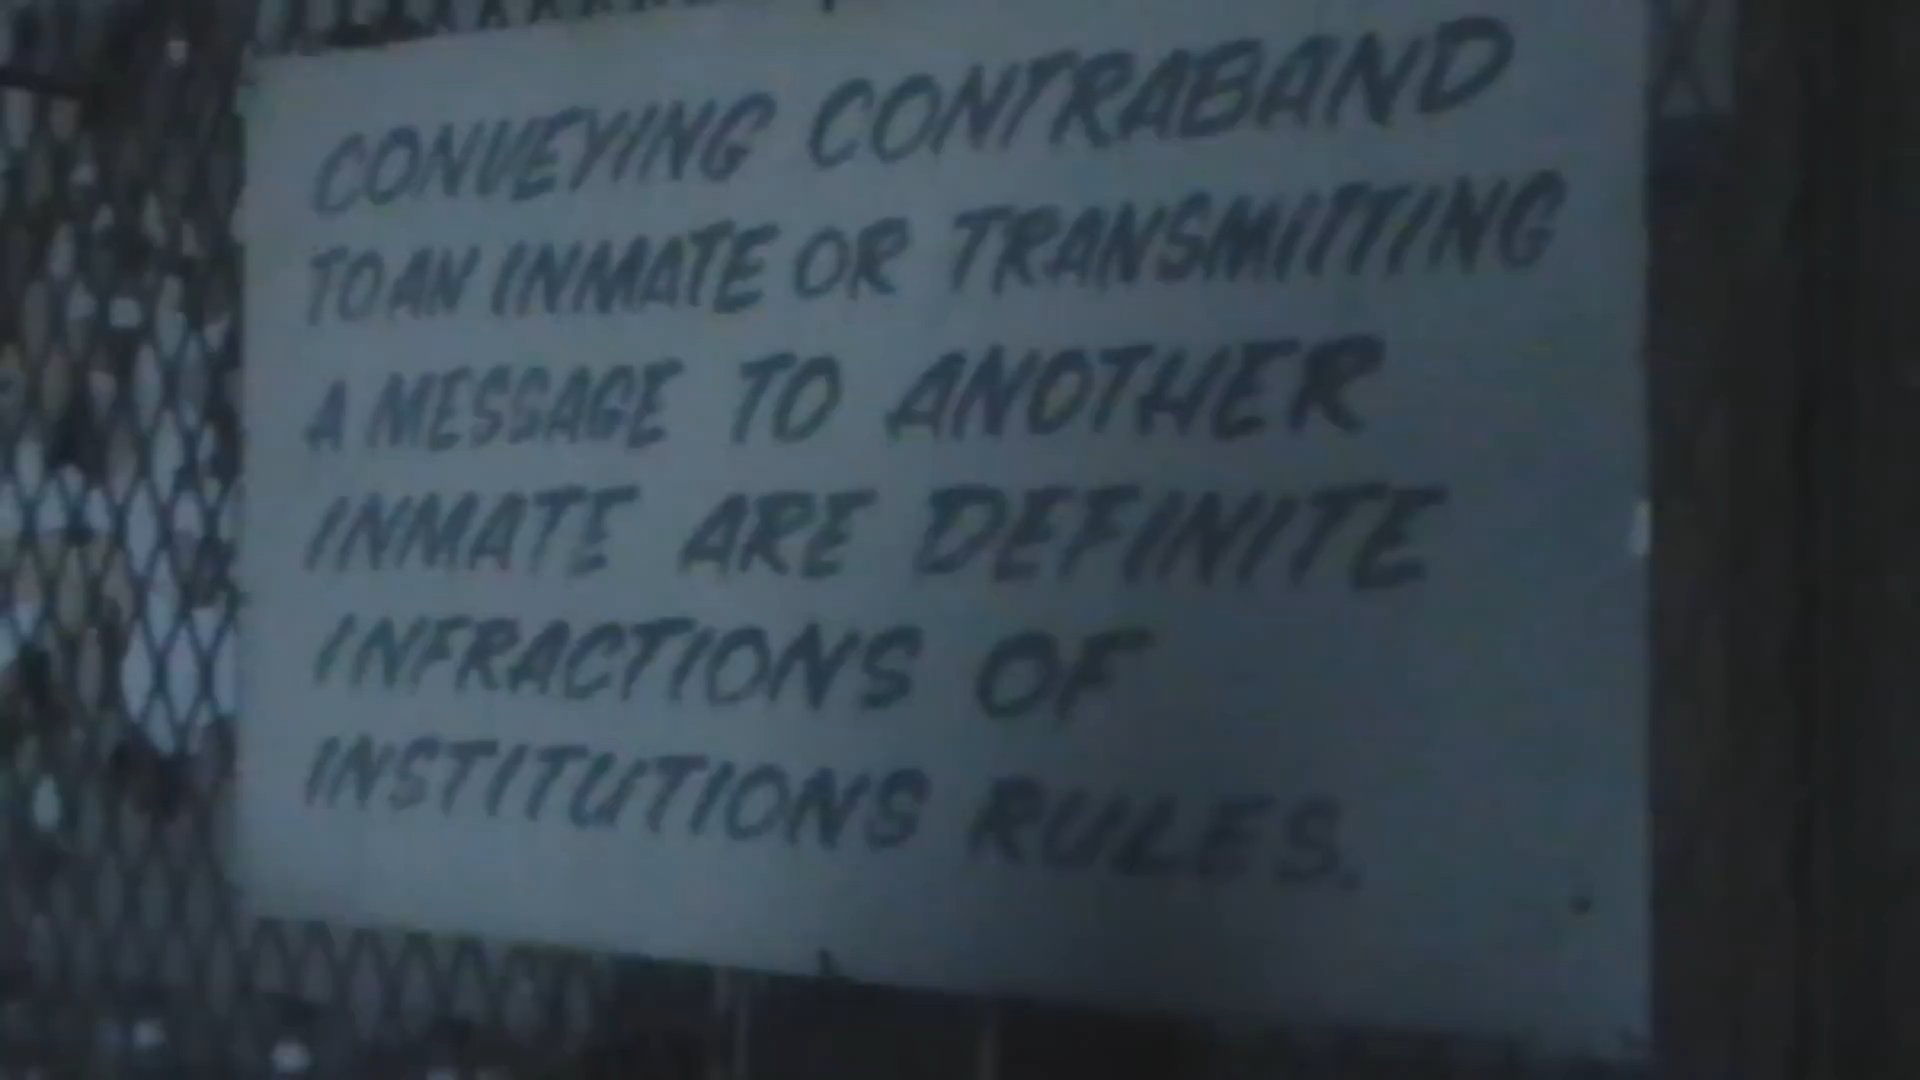 CONVEYING CONTRABAND
TO AN INMATE OR TRANSMITTING
A MESSAGE TO ANOTHER
INMATE ARE DEFINITE
INFRACTIONS OF
INSTITUTIONS RULES.